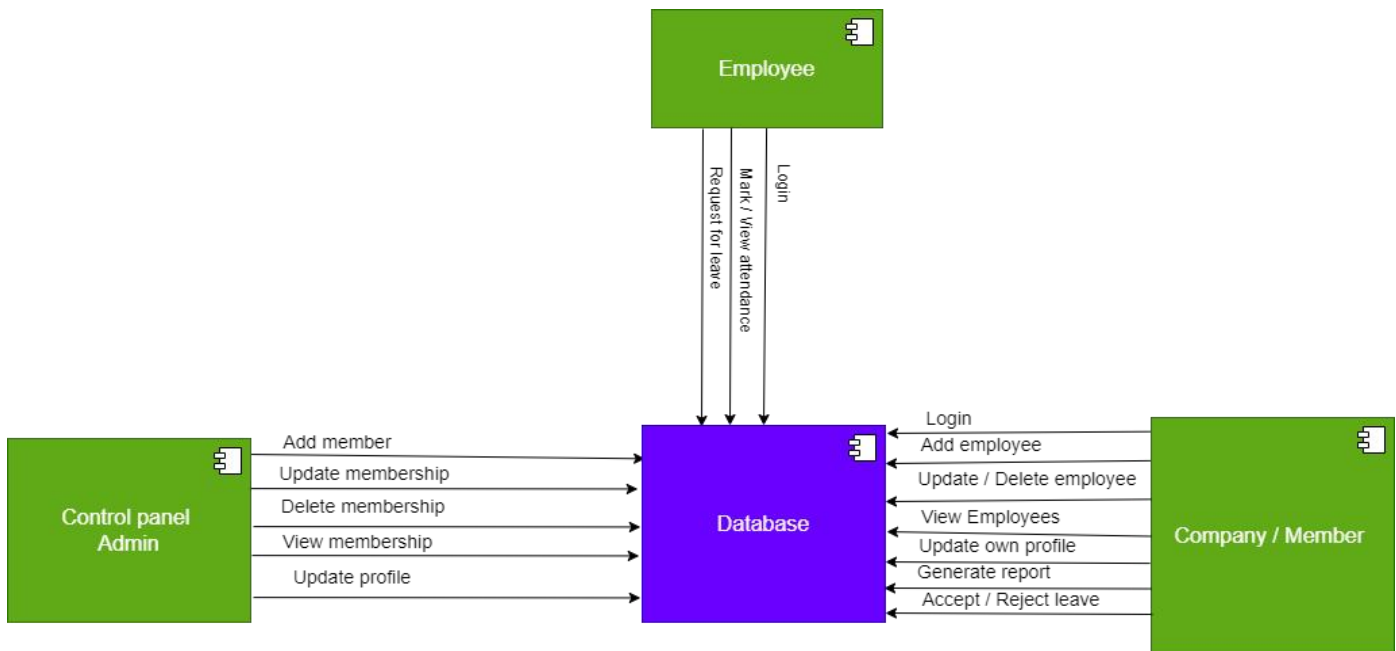 Employee
Login
Mark / View attendance
Request for leave
Control panel
Admin
Add member
Update membership
Delete membership
View membership
Update profile
Database
Login
Add employee
Update / Delete employee
View Employees
Update own profile
Generate report
Accept / Reject leave
Company / Member